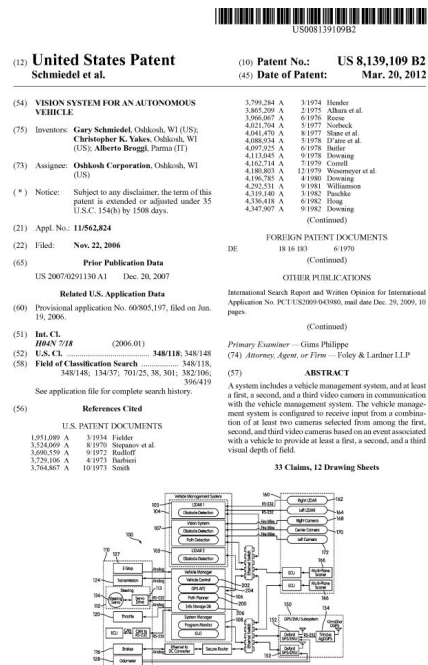 US008139109B2
(12) United States Patent
Schmiedel et al.
(10) Patent No.: US 8,139,109 B2
(45) Date of Patent: Mar. 20, 2012
(54) VISION SYSTEM FOR AN AUTONOMOUS
VEHICLE
(75) Inventors: Gary Schmiedel, Oshkosh, WI (US);
Christopher K. Yakes, Oshkosh, WI
(US); Alberto Broggi, Parma (IT)
(73) Assignee: Oshkosh Corporation, Oshkosh, WI
(US)
( * ) Notice: Subject to any disclaimer, the term of this
patent is extended or adjusted under 35
U.S.C. 154(b) by 1508 days.
(21) Appl. No.: 11/562,824
(22) Filed: Nov. 22, 2006
(65) Prior Publication Data
US 2007/0291130 A1 Dec. 20, 2007
Related U.S. Application Data
(60) Provisional application No. 60/805,197, filed on Jun.
19, 2006.
(51) Int. Cl.
H04N 7/18 (2006.01)
(52) U.S. Cl. 348/118; 348/148
(58) Field of Classification Search 348/118,
348/148; 134/37; 701/25, 38, 301; 382/106;
396/419
See application file for complete search history.
(56) References Cited
U.S. PATENT DOCUMENTS
1,951,089 A 3/1934 Fielder
3,524,069 A 8/1970 Stepanov et al.
3,690,559 A 9/1972 Rudloff
3,729,106 A 4/1973 Barbieri
3,764,867 A 10/1973 Smith
3,799,284 A 3/1974 Hender
3,865,209 A 2/1975 et al.
3,966,067 A 6/1976 Reese
4,021,704 A 5/1977 Norbeck
4,041,470 A 8/1977 Slane et al.
4,088,934 A 5/1978 D'atre et al.
4,097,925 A 6/1978 Butler
4,113,045 A 9/1978 Downing
4,162,714 A 7/1979 Correll
4,180,803 A 12/1979 Wesemeyer et al.
4,196,785 A 4/1980 Downing
4,292,531 A 9/1981 Williamson
4,319,140 A 3/1982 Paschke
4,336,418 A 6/1982 Hoag
4,347,907 A 9/1982 Downing
(Continued)
FOREIGN PATENT DOCUMENTS
DE 18 16 183 6/1970
(Continued)
OTHER PUBLICATIONS
International Search Report and Written Opinion for International
Application No. PCT/US2009/043980, mail date Dec. 29, 2009, 10
pages.
(Continued)
Primary Examiner — Gims Philippe
(74) Attorney, Agent, or Firm — Foley & Lardner LLP
(57) ABSTRACT
A system includes a vehicle management system, and at least
a first, a second, and a third video camera in communication
with the vehicle management system. The vehicle manage-
ment system is configured to receive input from a combina-
tion of at least two cameras selected from among the first,
second, and third video cameras based on an event associated
with a vehicle to provide at least a first, a second, and a third
visual depth of field.
33 Claims, 12 Drawing Sheets
Vehicle Management System
LIDAR 1
Obstacle Detection
Vision System
Obstacle Detection
Path Detection
LIDAR 2
Obstacle Detection
Vehicle Manager
Vehicle Control
GPS API
Path Planner
Info Storage DB
System Manager
Program Monitor
GUI
Ethernet to
Secure Router
Transmission
Steering
Throttle
Brakes
Odometer
ECU
Right LIDAR
Left LIDAR
Right Camera
Center Camera
Left Camera
ECU
Multi-Plane
Scanner
ECU
Multi-Plane
Scanner
GPS/IMU Subsystem